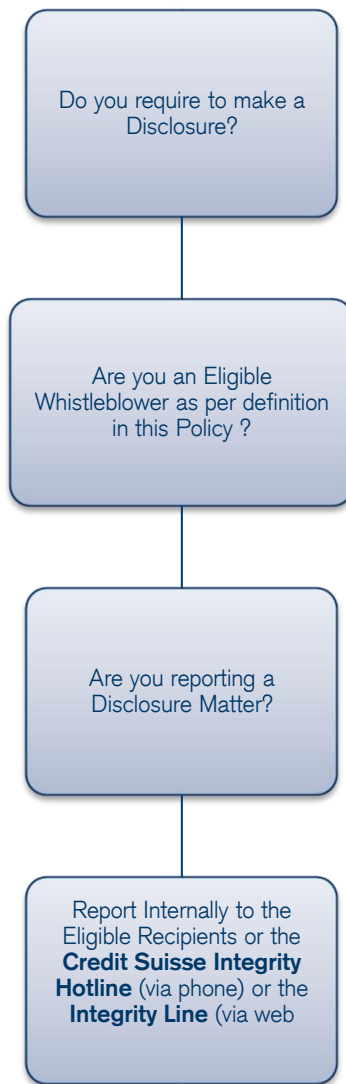 Do you require to make a
Disclosure?
Are you an Eligible
Whistleblower as per definition
in this Policy ?
Are you reporting a
Disclosure Matter?
Report Internally to the
Eligible Recipients or the
Credit Suisse Integrity
Hotline (via phone) or the
Integrity Line (via web